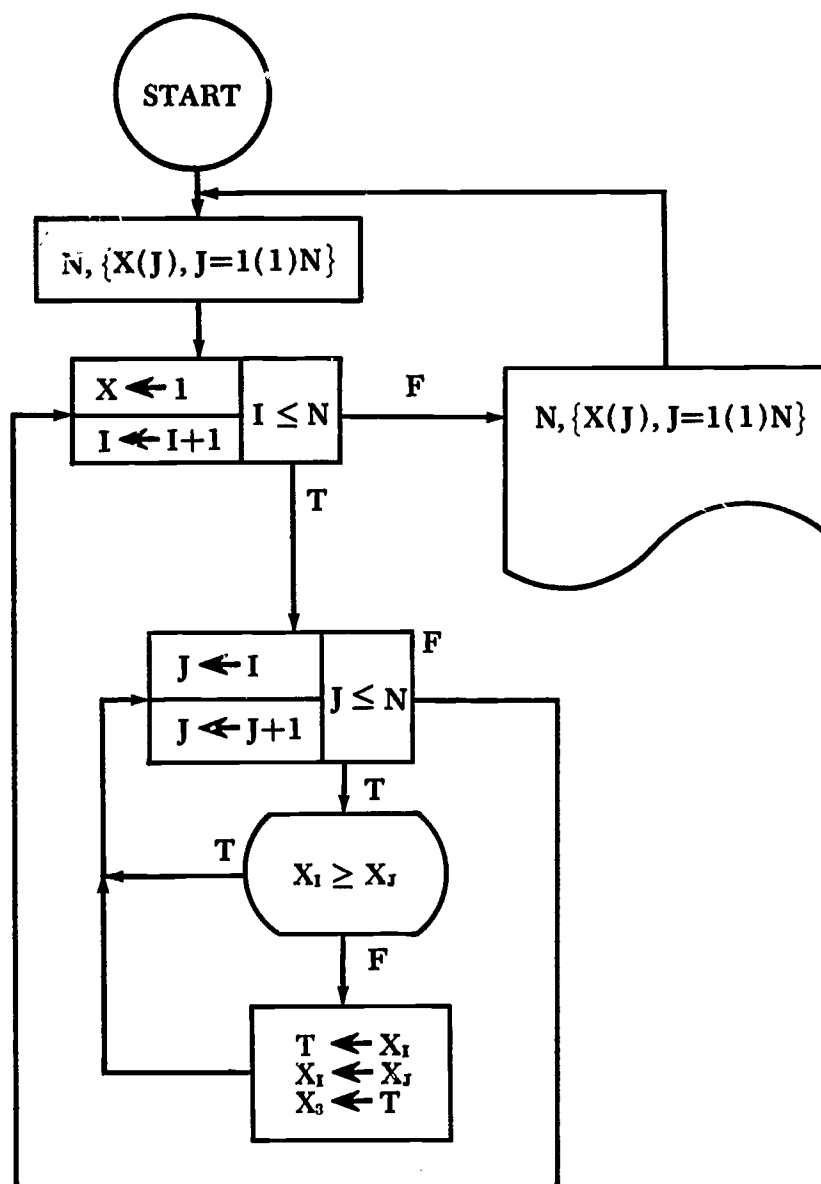 START
N, {X(J), J=1(1)N}
X ← 1
I ← I+1
I ≤ N
F
N, {X(J), J=1(1)N}
T
J ← I
J ← J+1
J ≤ N
F
T
T
X_I ≥ X_J
F
T ← X_I
X_I ← X_J
X_3 ← T